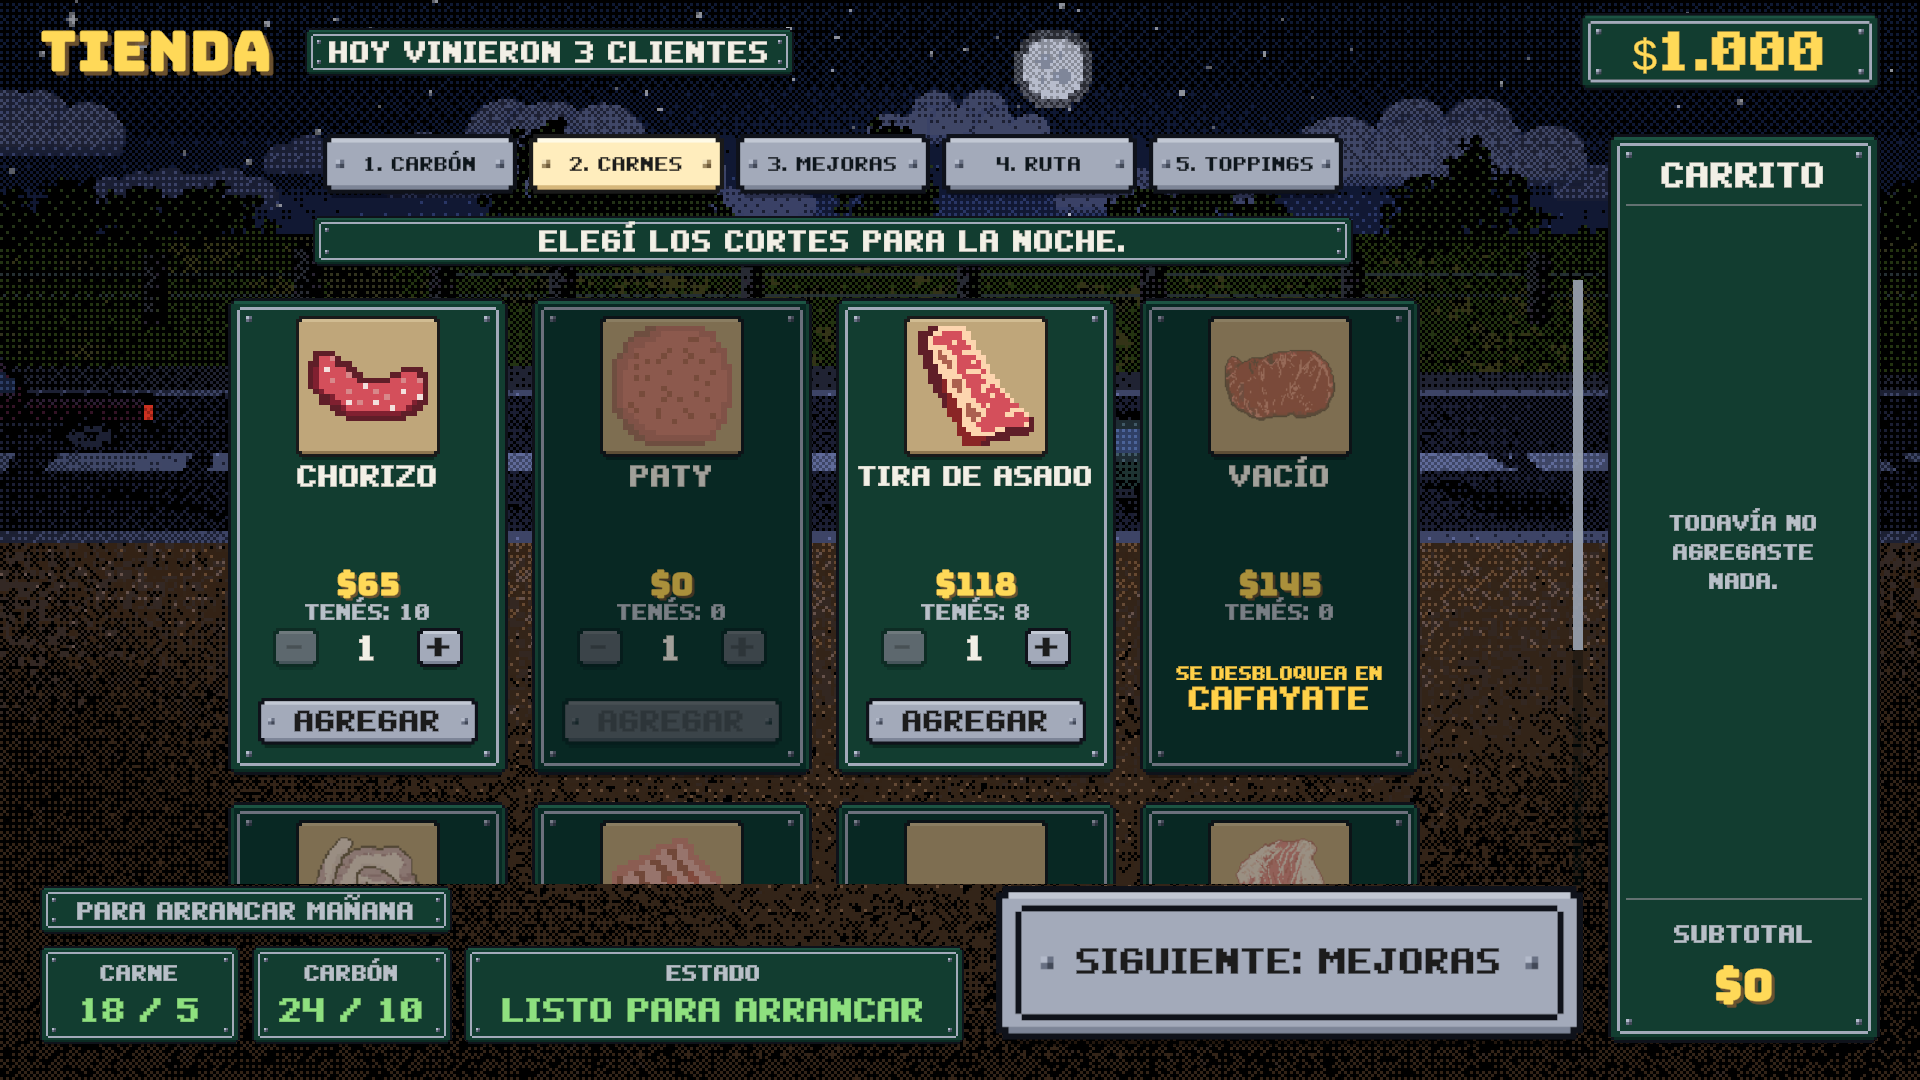 TIENDA
HOY VINIERON 3 CLIENTES
$1.000
1. CARBÓN
2. CARNES
3. MEJORAS
4. RUTA
5. TOPPINGS
ELEGÍ LOS CORTES PARA LA NOCHE.
CHORIZO
$65
TENÉS: 10
- 1 +
AGREGAR
PATY
$0
TENÉS: 0
- 1 +
AGREGAR
TIRA DE ASADO
$118
TENÉS: 8
- 1 +
AGREGAR
VACÍO
$145
TENÉS: 0
SE DESBLOQUEA EN
CAFAYATE
CARRITO
TODAVÍA NO
AGREGASTE
NADA.
SUBTOTAL
$0
PARA ARRANCAR MAÑANA
CARNE
18 / 5
CARBÓN
24 / 10
ESTADO
LISTO PARA ARRANCAR
SIGUIENTE: MEJORAS